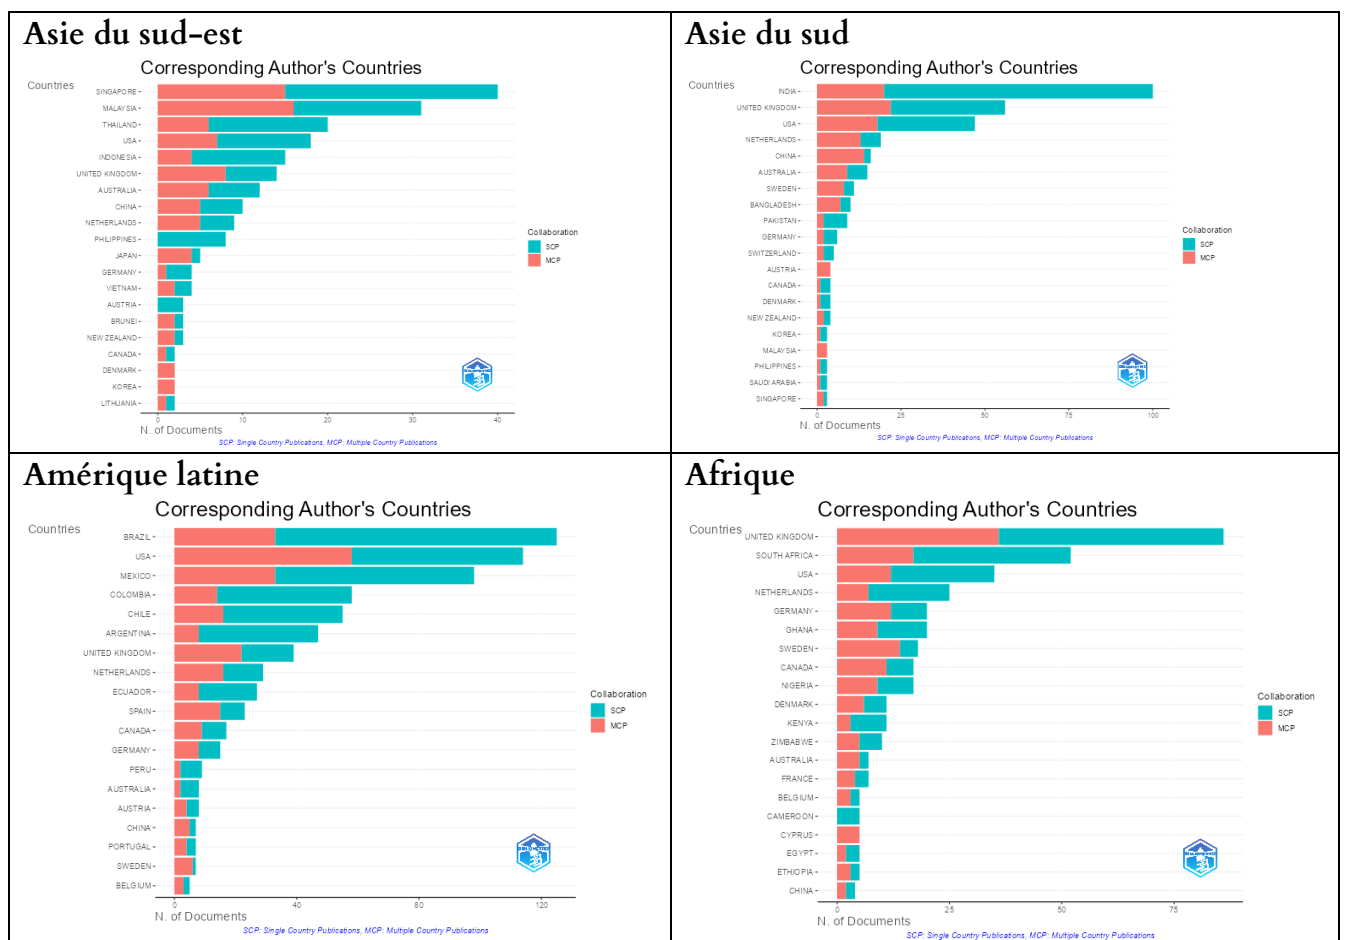 Asie du sud-est
Corresponding Author's Countries
Countries
SINGAPORE
MALAYSIA
THAILAND
USA
INDONESIA
UNITED KINGDOM
AUSTRALIA
CHINA
NETHERLANDS
PHILIPPINES
JAPAN
GERMANY
VIETNAM
AUSTRIA
BRUNEI
NEW ZEALAND
CANADA
DENMARK
KOREA
LITHUANIA
0 10 20 30 40
N. of Documents
SCP: Single Country Publications, MCP: Multiple Country Publications
Collaboration
SCP
MCP
Asie du sud
Corresponding Author's Countries
Countries
INDIA
UNITED KINGDOM
USA
NETHERLANDS
CHINA
AUSTRALIA
SWEDEN
BANGLADESH
PAKISTAN
GERMANY
SWITZERLAND
AUSTRIA
CANADA
DENMARK
NEW ZEALAND
KOREA
MALAYSIA
PHILIPPINES
SAUDI ARABIA
SINGAPORE
0 25 50 75 100
N. of Documents
SCP: Single Country Publications, MCP: Multiple Country Publications
Collaboration
SCP
MCP
Amérique latine
Corresponding Author's Countries
Countries
BRAZIL
USA
MEXICO
COLOMBIA
CHILE
ARGENTINA
UNITED KINGDOM
NETHERLANDS
ECUADOR
SPAIN
CANADA
GERMANY
PERU
AUSTRALIA
AUSTRIA
CHINA
PORTUGAL
SWEDEN
BELGIUM
0 40 80 120
N. of Documents
SCP: Single Country Publications, MCP: Multiple Country Publications
Collaboration
SCP
MCP
Afrique
Corresponding Author's Countries
Countries
UNITED KINGDOM
SOUTH AFRICA
USA
NETHERLANDS
GERMANY
GHANA
SWEDEN
CANADA
NIGERIA
DENMARK
KENYA
ZIMBABWE
AUSTRALIA
FRANCE
BELGIUM
CAMEROON
CYPRUS
EGYPT
ETHIOPIA
CHINA
0 25 50 75
N. of Documents
SCP: Single Country Publications, MCP: Multiple Country Publications
Collaboration
SCP
MCP